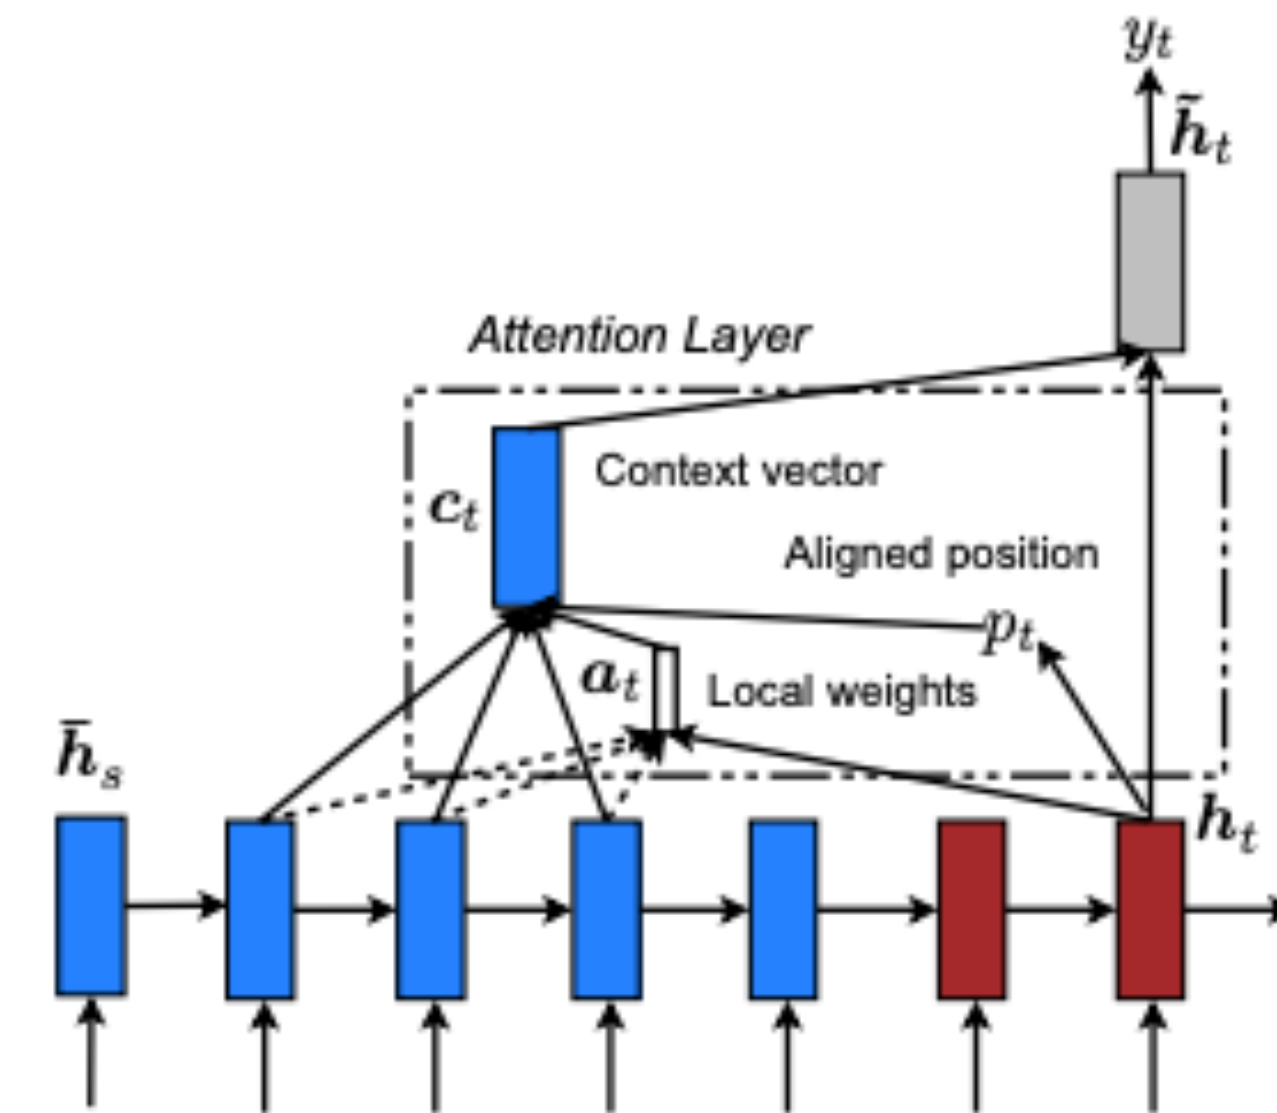 yₜ
h̃ₜ
Attention Layer
Context vector
cₜ
Aligned position
pₜ
aₜ
Local weights
h̄ₛ
hₜ